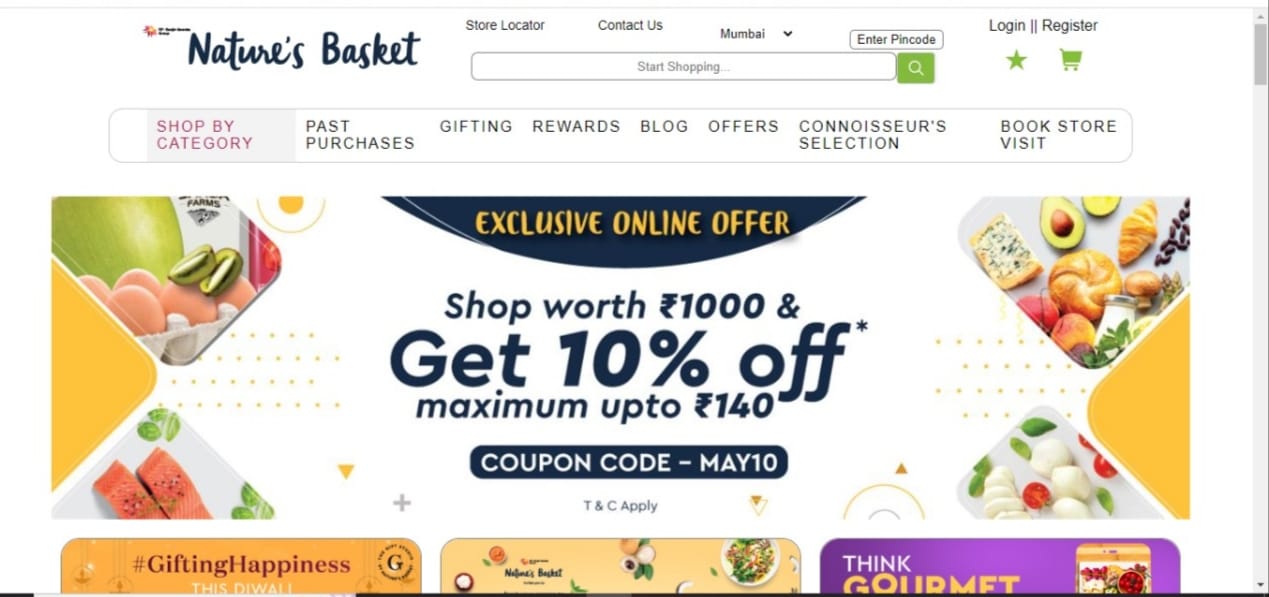 Store Locator
Contact Us
Mumbai
Enter Pincode
Login || Register
Nature's Basket
Start Shopping...
SHOP BY
CATEGORY
PAST
PURCHASES
GIFTING
REWARDS
BLOG
OFFERS
CONNOISSEUR'S
SELECTION
BOOK STORE
VISIT
FARMS
EXCLUSIVE ONLINE OFFER
Shop worth ₹1000 &
Get 10% off*
maximum upto ₹140
COUPON CODE – MAY10
T & C Apply
#GiftingHappiness
THIS DIWALI
G
Nature's Basket
THINK
GOURMET